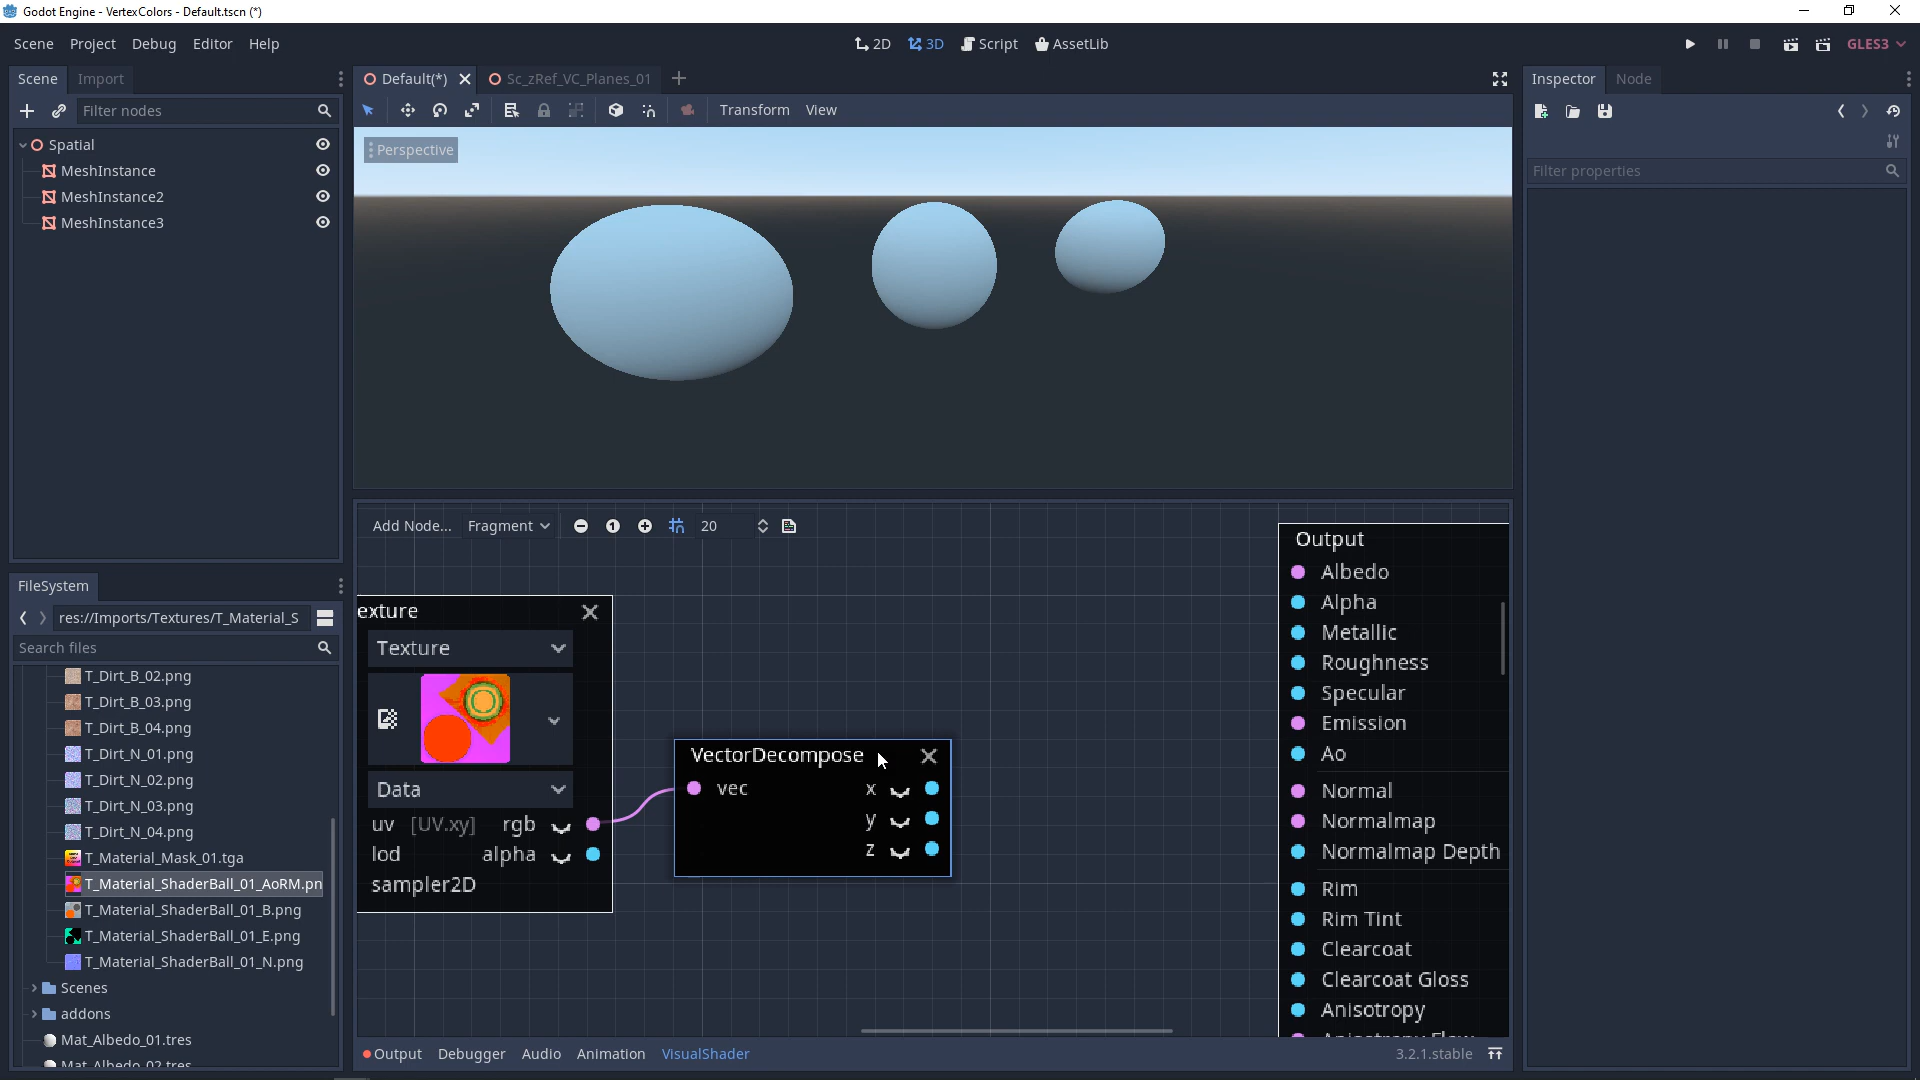 Godot Engine - VertexColors - Default.tscn (*)
Scene Project Debug Editor Help
2D 3D Script AssetLib
GLES3
Scene Import
Filter nodes
Spatial
MeshInstance
MeshInstance2
MeshInstance3
Default(*) Sc_zRef_VC_Planes_01
Transform View
Perspective
Inspector Node
Filter properties
FileSystem
res://Imports/Textures/T_Material_S
Search files
T_Dirt_B_02.png
T_Dirt_B_03.png
T_Dirt_B_04.png
T_Dirt_N_01.png
T_Dirt_N_02.png
T_Dirt_N_03.png
T_Dirt_N_04.png
T_Material_Mask_01.tga
T_Material_ShaderBall_01_AoRM.pn
T_Material_ShaderBall_01_B.png
T_Material_ShaderBall_01_E.png
T_Material_ShaderBall_01_N.png
Scenes
addons
Mat_Albedo_01.tres
Mat_Albedo_02.tres
Add Node... Fragment 1 20
exture
Texture
Data
uv [UV.xy] rgb
lod alpha
sampler2D
VectorDecompose
vec x
y
z
Output
Albedo
Alpha
Metallic
Roughness
Specular
Emission
Ao
Normal
Normalmap
Normalmap Depth
Rim
Rim Tint
Clearcoat
Clearcoat Gloss
Anisotropy
Anisotropy Flow
Output Debugger Audio Animation VisualShader
3.2.1.stable